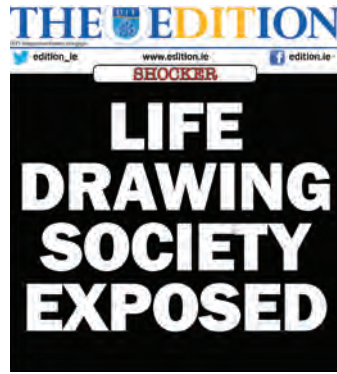 THE EDITION
edition_ie www.edition.ie edition.ie
SHOCKER
LIFE
DRAWING
SOCIETY
EXPOSED